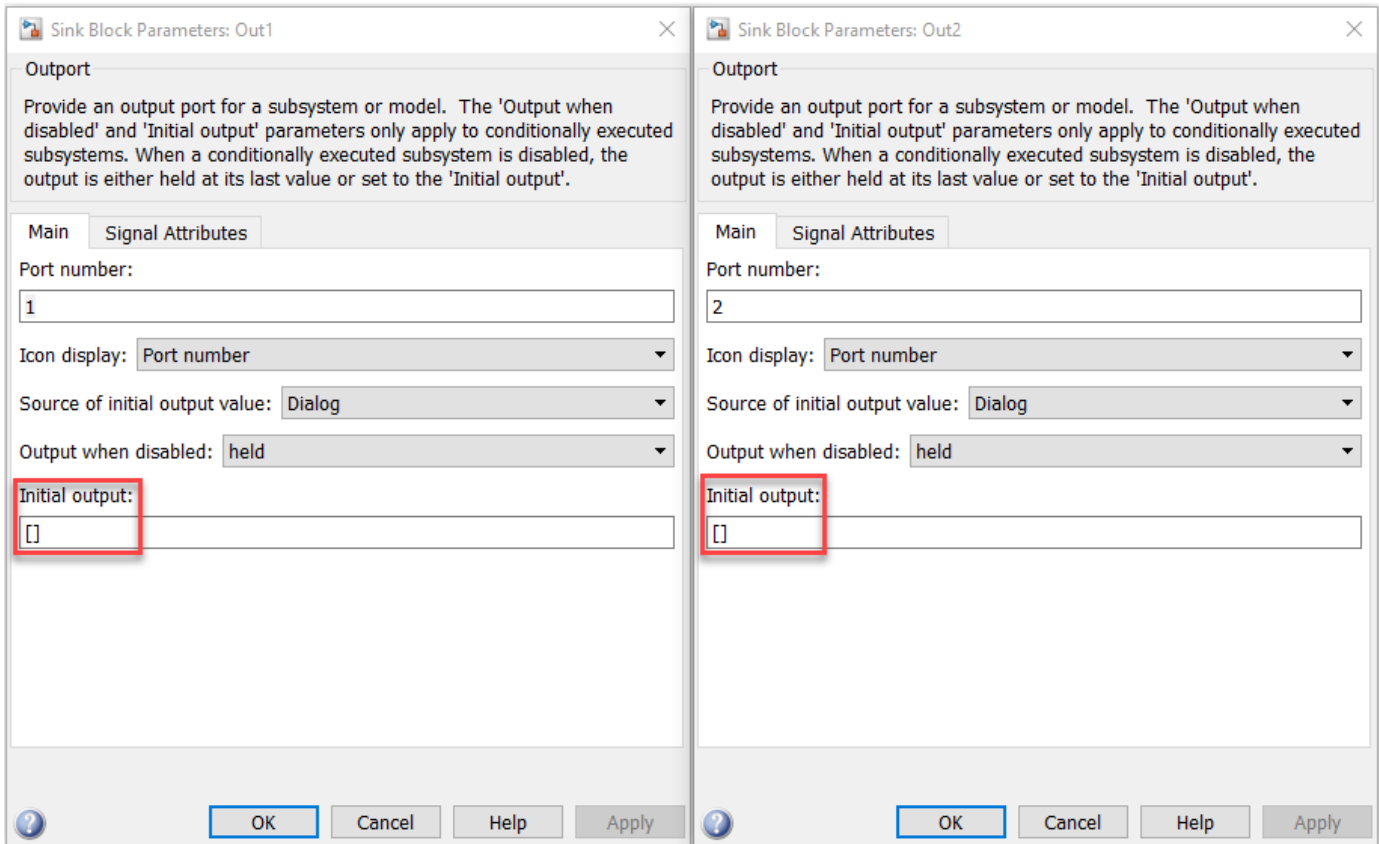 Sink Block Parameters: Out1
Outport
Provide an output port for a subsystem or model.  The 'Output when
disabled' and 'Initial output' parameters only apply to conditionally executed
subsystems. When a conditionally executed subsystem is disabled, the
output is either held at its last value or set to the 'Initial output'.
Main
Signal Attributes
Port number:
1
Icon display: Port number
Source of initial output value: Dialog
Output when disabled: held
Initial output:
[]
?
OK
Cancel
Help
Apply
Sink Block Parameters: Out2
Outport
Provide an output port for a subsystem or model.  The 'Output when
disabled' and 'Initial output' parameters only apply to conditionally executed
subsystems. When a conditionally executed subsystem is disabled, the
output is either held at its last value or set to the 'Initial output'.
Main
Signal Attributes
Port number:
2
Icon display: Port number
Source of initial output value: Dialog
Output when disabled: held
Initial output:
[]
?
OK
Cancel
Help
Apply